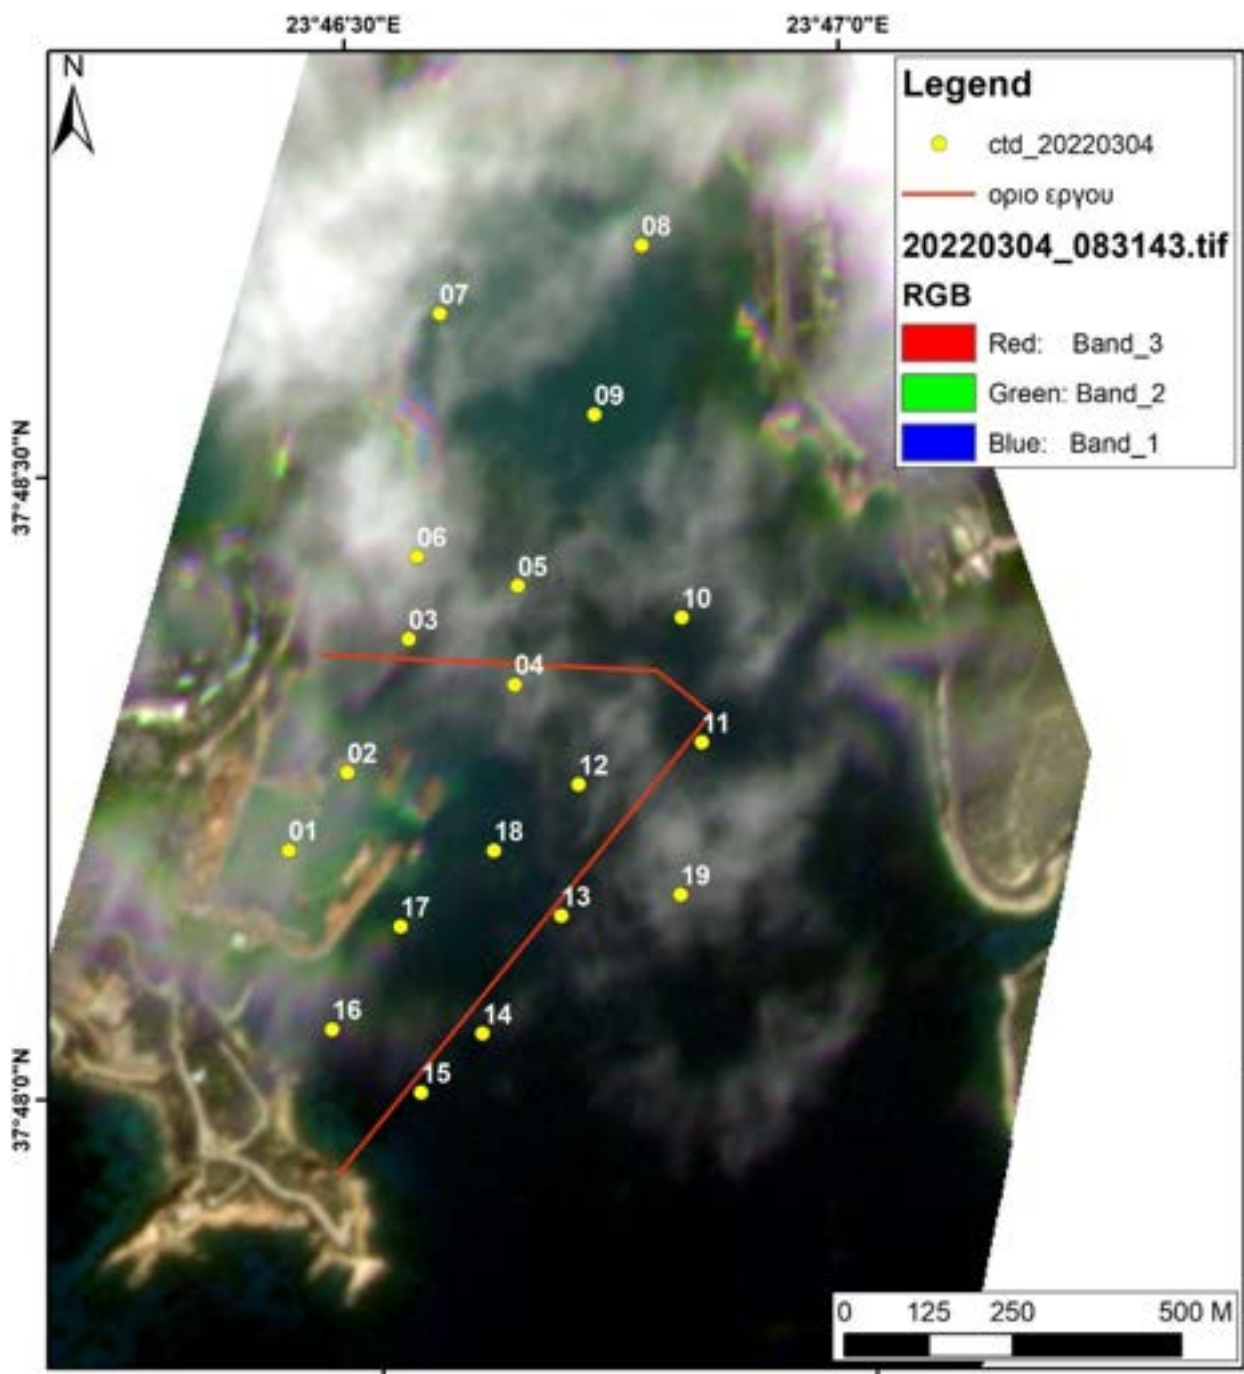 23°46'30"E 23°47'0"E
N
Legend
ctd_20220304
οριο εργου
20220304_083143.tif
RGB
Red: Band_3
Green: Band_2
Blue: Band_1
08
07
09
37°48'30"N
06
05
10
03
04
11
02
12
01
18
19
13
17
16
14
15
37°48'0"N
0 125 250 500 M